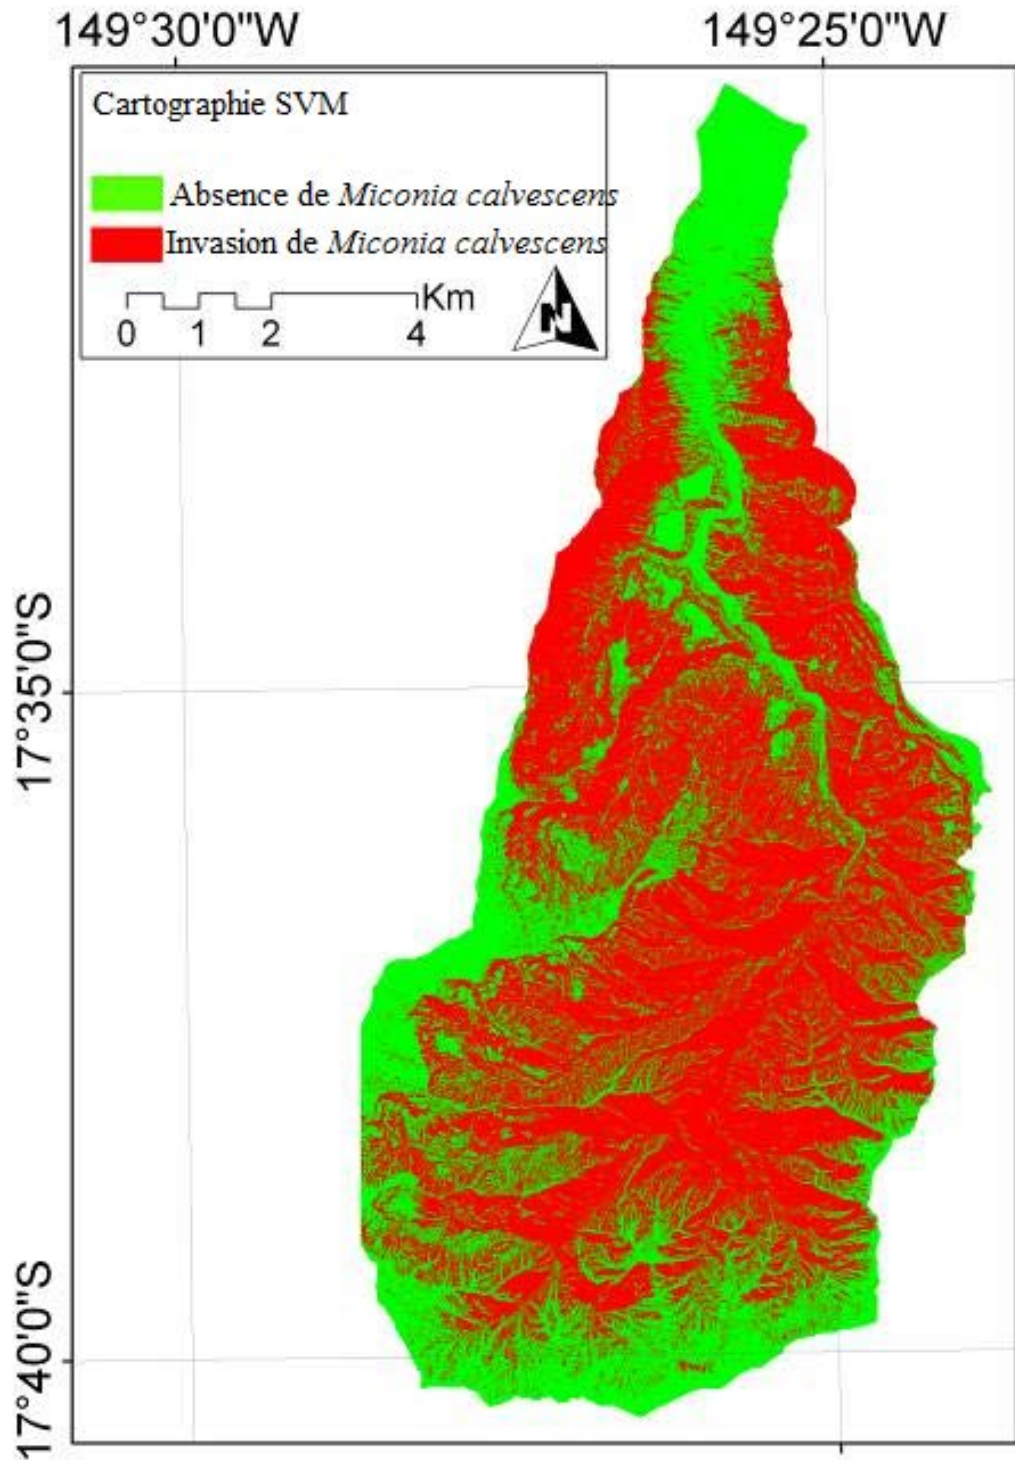 149°30'0"W 149°25'0"W
Cartographie SVM
Absence de Miconia calvescens
Invasion de Miconia calvescens
Km
0 1 2 4
N
17°35'0"S
17°40'0"S